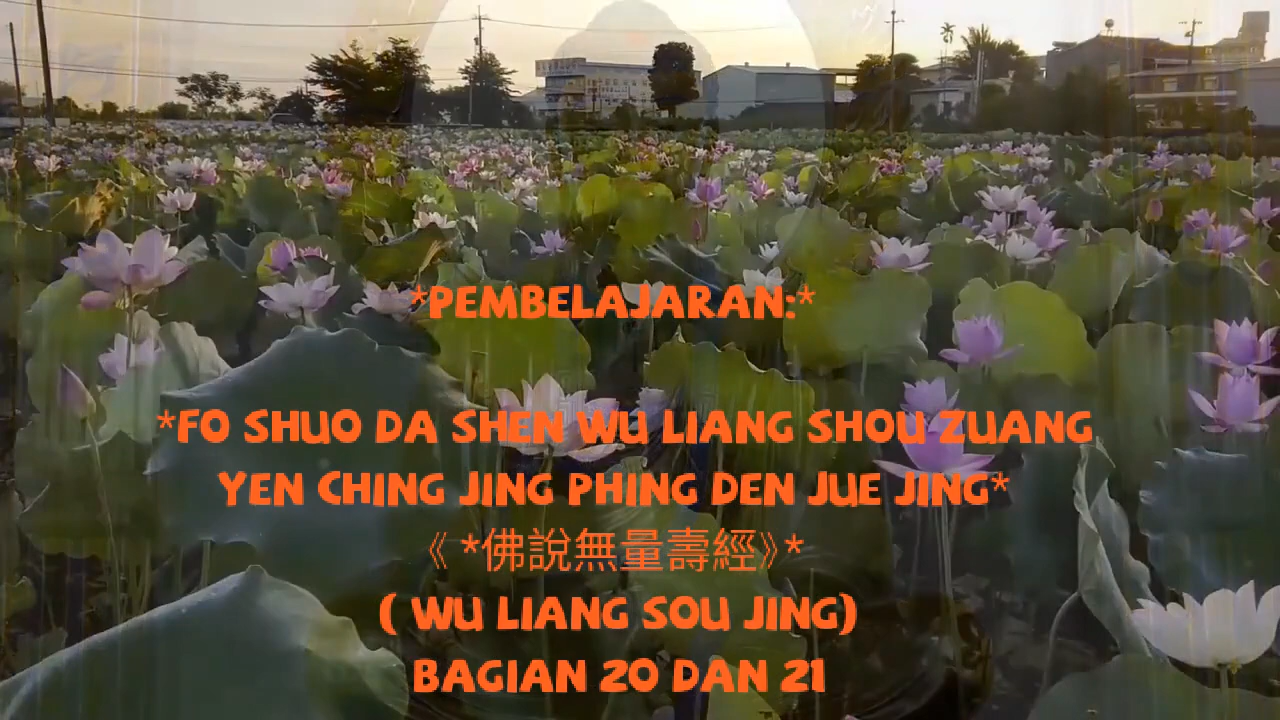 *PEMBELAJARAN:*
*FO SHUO DA SHEN WU LIANG SHOU ZUANG
YEN CHING JING PHING DEN JUE JING*
《 *佛說無量壽經》*
( WU LIANG SOU JING)
BAGIAN 20 DAN 21